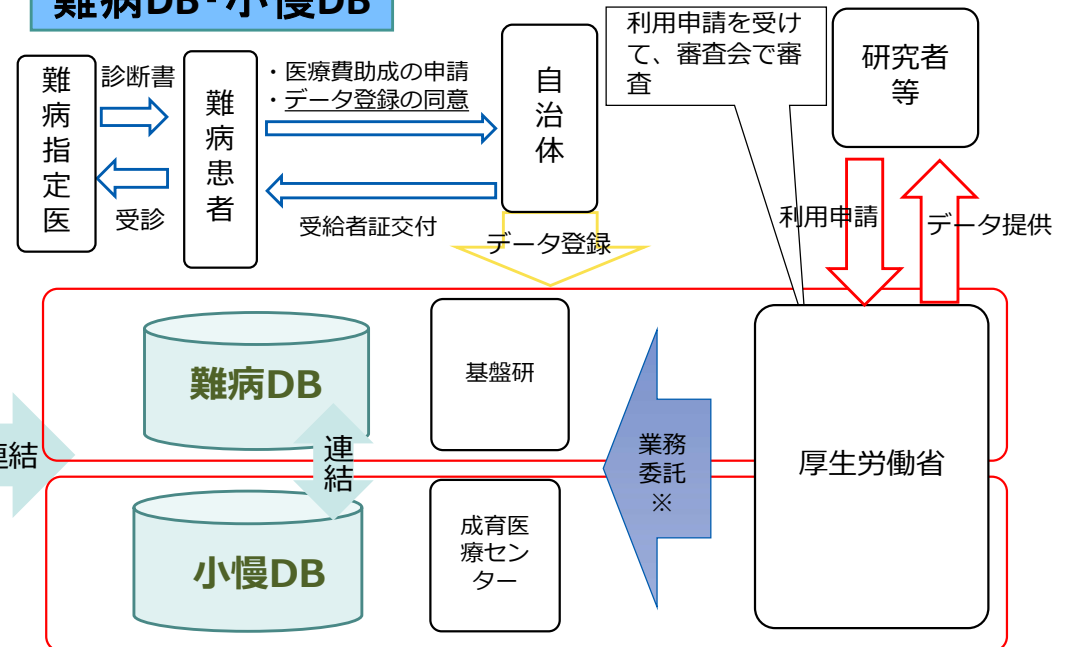 難病DB・小慢DB
難病指定医
診断書
受診
難病患者
・医療費助成の申請
・データ登録の同意
受給者証交付
自治体
データ登録
利用申請を受け
て、審査会で審
査
研究者
等
利用申請
データ提供
難病DB
基盤研
連結
連結
業務
委託
※
厚生労働省
小慢DB
成育医
療セン
ター